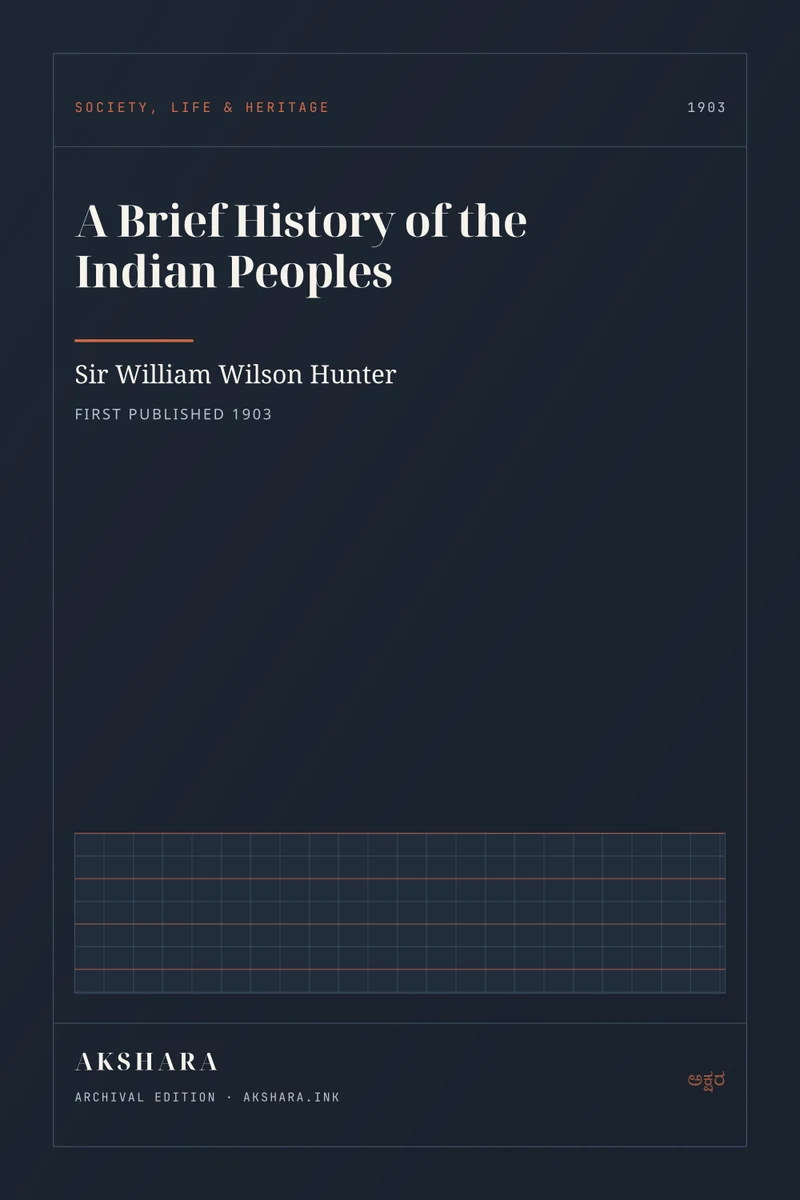 SOCIETY, LIFE & HERITAGE
1903
A Brief History of the
Indian Peoples
Sir William Wilson Hunter
FIRST PUBLISHED 1903
AKSHARA
ARCHIVAL EDITION · AKSHARA.INK
ಅಕ್ಷರ